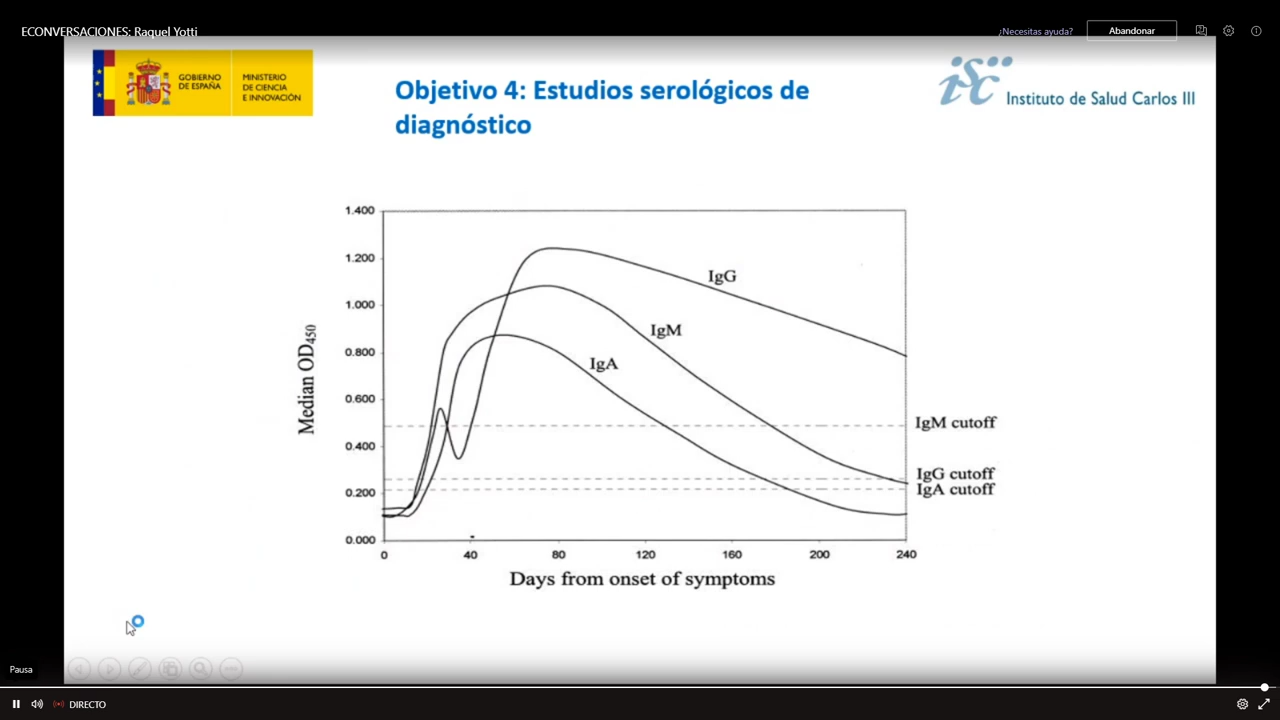 ECONVERSACIONES: Raquel Yotti
¿Necesitas ayuda?
Abandonar
GOBIERNO
DE ESPAÑA
MINISTERIO
DE CIENCIA
E INNOVACIÓN
Objetivo 4: Estudios serológicos de
diagnóstico
isc
Instituto de Salud Carlos III
1.400
1.200
1.000
0.800
0.600
0.400
0.200
0.000
Median OD450
IgG
IgM
IgA
IgM cutoff
IgG cutoff
IgA cutoff
0 40 80 120 160 200 240
Days from onset of symptoms
Pausa
DIRECTO